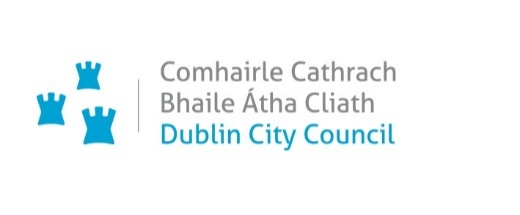 Comhairle Cathrach
Bhaile Átha Cliath
Dublin City Council